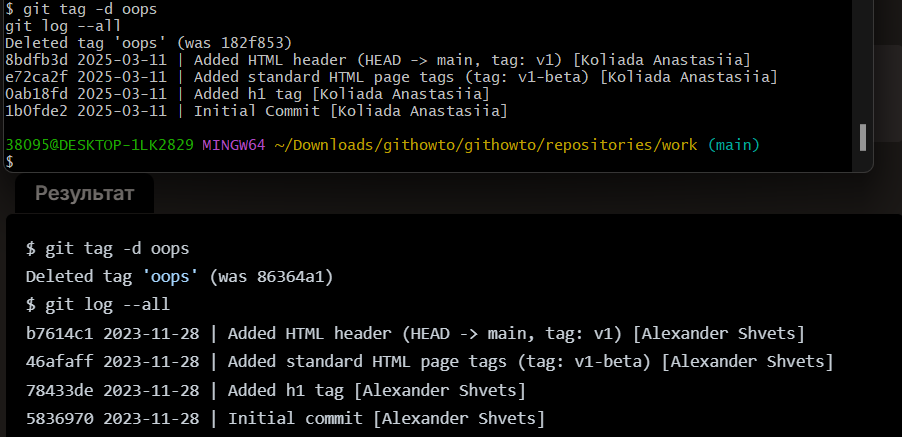 $ git tag -d oops
git log --all
Deleted tag 'oops' (was 182f853)
8bdfb3d 2025-03-11 | Added HTML header (HEAD -> main, tag: v1) [Koliada Anastasiia]
e72ca2f 2025-03-11 | Added standard HTML page tags (tag: v1-beta) [Koliada Anastasiia]
0ab18fd 2025-03-11 | Added h1 tag [Koliada Anastasiia]
1b0fde2 2025-03-11 | Initial Commit [Koliada Anastasiia]
38095@DESKTOP-1LK2829 MINGW64 ~/Downloads/githowto/githowto/repositories/work (main)
$
Результат
$ git tag -d oops
Deleted tag 'oops' (was 86364a1)
$ git log --all
b7614c1 2023-11-28 | Added HTML header (HEAD -> main, tag: v1) [Alexander Shvets]
46afaff 2023-11-28 | Added standard HTML page tags (tag: v1-beta) [Alexander Shvets]
78433de 2023-11-28 | Added h1 tag [Alexander Shvets]
5836970 2023-11-28 | Initial commit [Alexander Shvets]